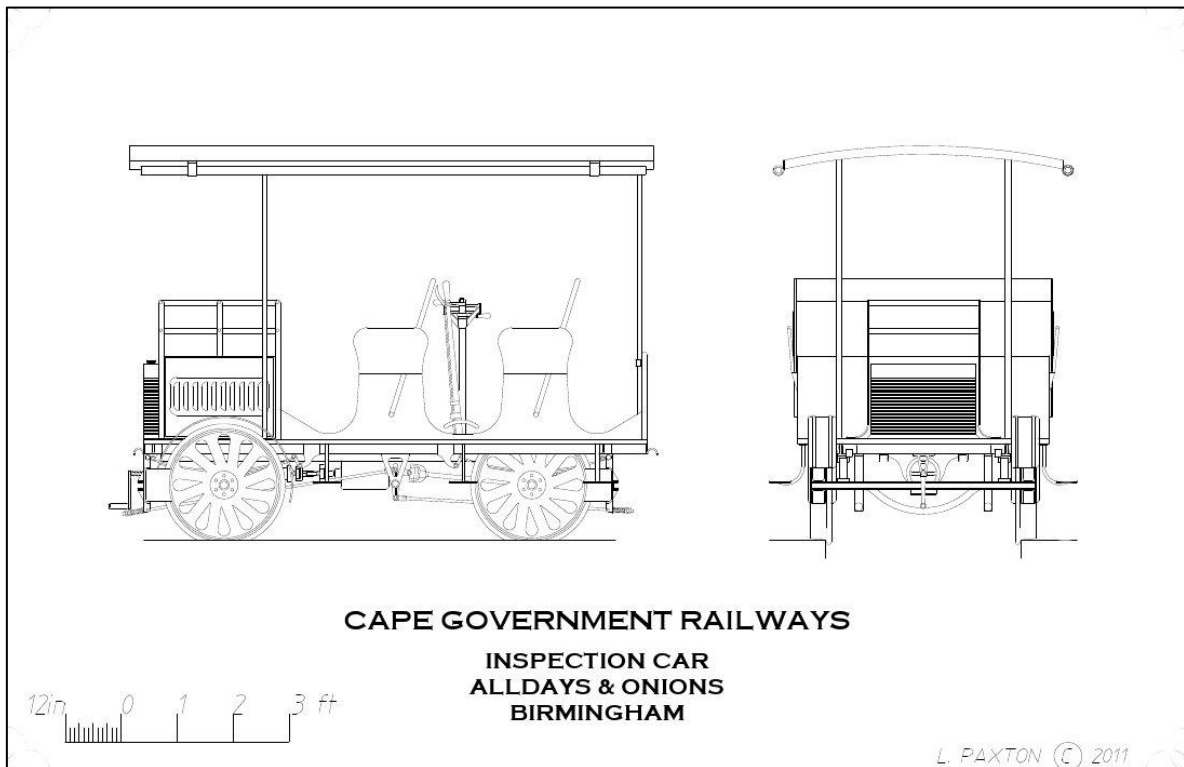 CAPE GOVERNMENT RAILWAYS
INSPECTION CAR
ALLDAYS & ONIONS
BIRMINGHAM
12in 0 1 2 3 ft
L. PAXTON © 2011